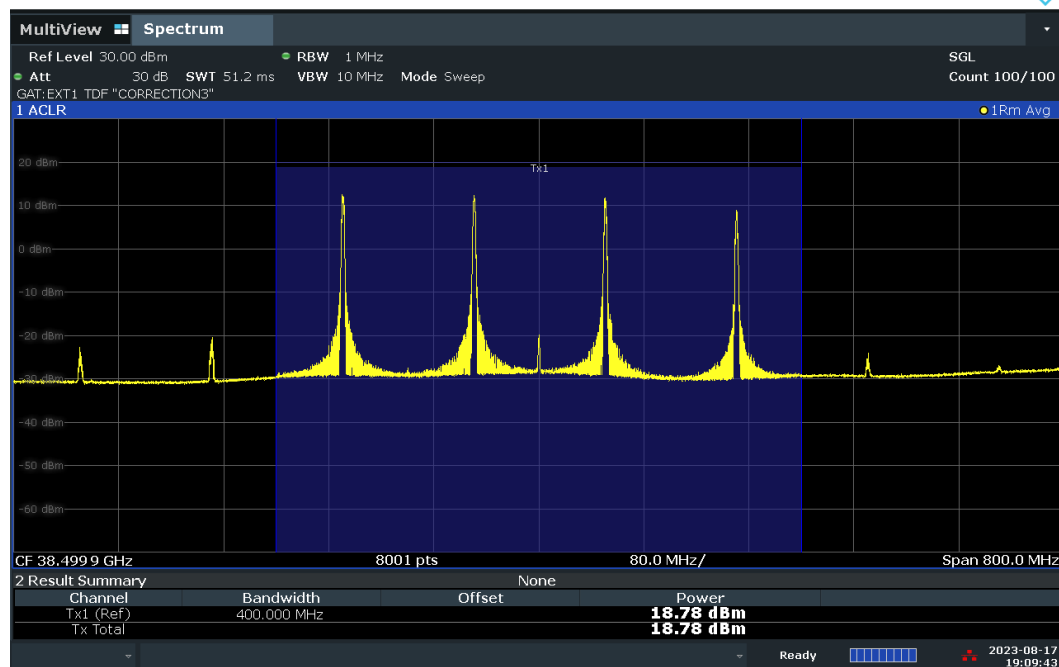 MultiView Spectrum
Ref Level 30.00 dBm RBW 1 MHz SGL
Att 30 dB SWT 51.2 ms VBW 10 MHz Mode Sweep Count 100/100
GAT:EXT1 TDF "CORRECTION3"
1 ACLR 1Rm Avg
20 dBm
Tx1
10 dBm
0 dBm
-10 dBm
-20 dBm
-30 dBm
-40 dBm
-50 dBm
-60 dBm
CF 38.4999 GHz 8001 pts 80.0 MHz/ Span 800.0 MHz
2 Result Summary None
Channel Bandwidth Offset Power
Tx1 (Ref) 400.000 MHz 18.78 dBm
Tx Total 18.78 dBm
Ready 2023-08-17
19:09:43